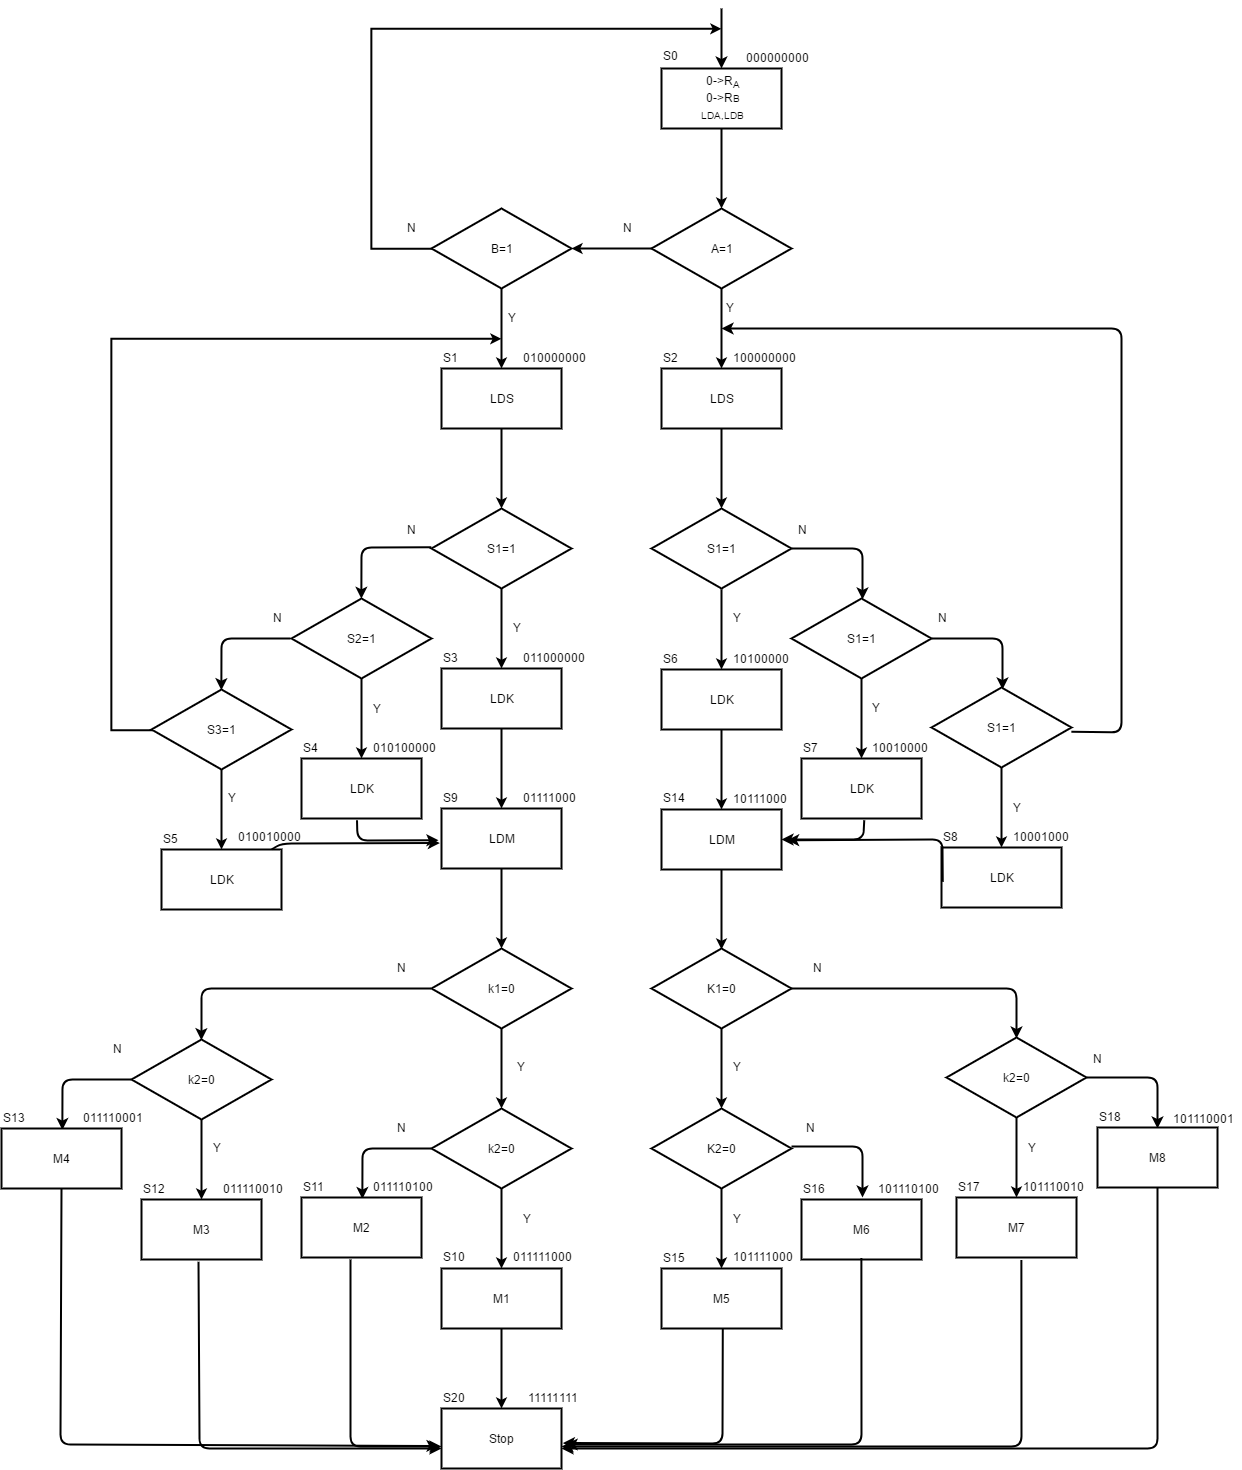 S0 000000000
0->RA
0->RB
LDA,LDB
N N
B=1 A=1
Y Y
S1 010000000 S2 100000000
LDS LDS
N S1=1 S1=1 N
N S2=1 Y Y S1=1 N
S3 011000000 S6 10100000
S3=1 Y LDK LDK Y S1=1
S4 010100000 S7 10010000
Y LDK LDK Y
S9 01111000 S14 10111000
S5 010010000 LDM LDM S8 10001000
LDK LDK
N N
k1=0 K1=0
N Y Y N
k2=0 k2=0
S13 011110001 S18 101110001
M4 Y N k2=0 K2=0 N Y M8
S12 011110010 S11 011110100 S16 101110100 S17 101110010
M3 M2 Y Y M6 M7
S10 011111000 S15 101111000
M1 M5
S20 11111111
Stop